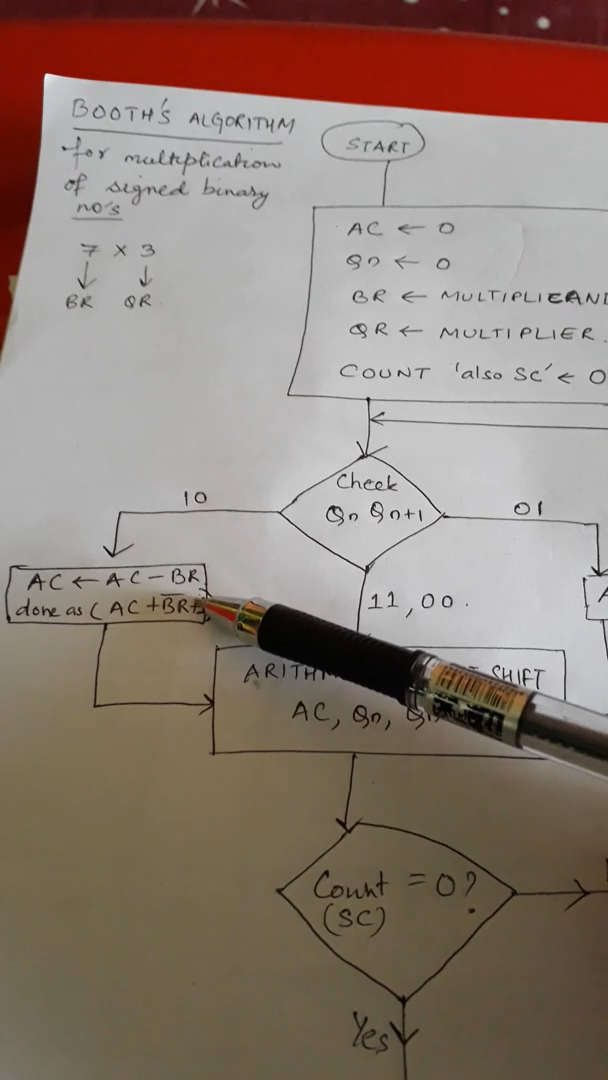 BOOTH'S ALGORITHM
for multiplication
of signed binary
no's
7 x 3
BR QR
START
AC ← 0
Qn ← 0
BR ← MULTIPLICAND
QR ← MULTIPLIER.
COUNT 'also SC' ← 0
Check
Qn Qn+1
10
01
11, 00.
AC ← AC - BR
done as (AC + B̅R̅ +
SHIFT
AC, Qn,
Count = 0?
(SC)
Yes